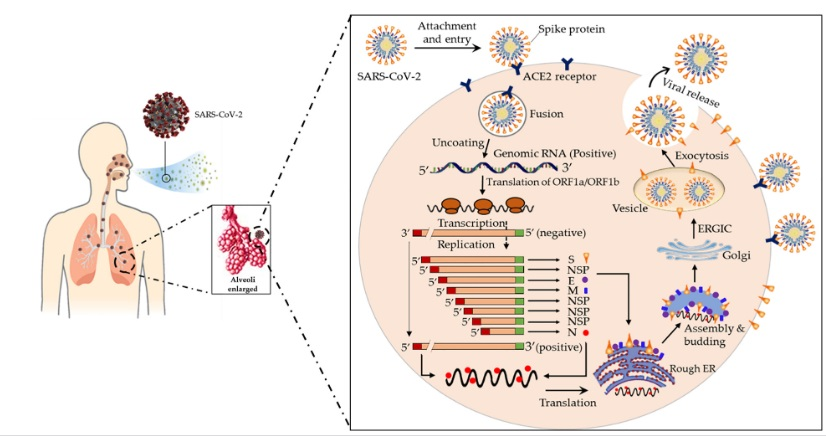 SARS-CoV-2
Alveoli
enlarged
Attachment
and entry
SARS-CoV-2
Spike protein
ACE2 receptor
Fusion
Uncoating
Genomic RNA (Positive)
5′ 3′
Translation of ORF1a/ORF1b
Transcription
3′ 5′ (negative)
Replication
5′ S
5′ NSP
5′ E
5′ M
5′ NSP
5′ NSP
5′ NSP
5′ N
5′ 3′(positive)
Translation
Rough ER
Assembly &
budding
Golgi
ERGIC
Vesicle
Exocytosis
Viral release